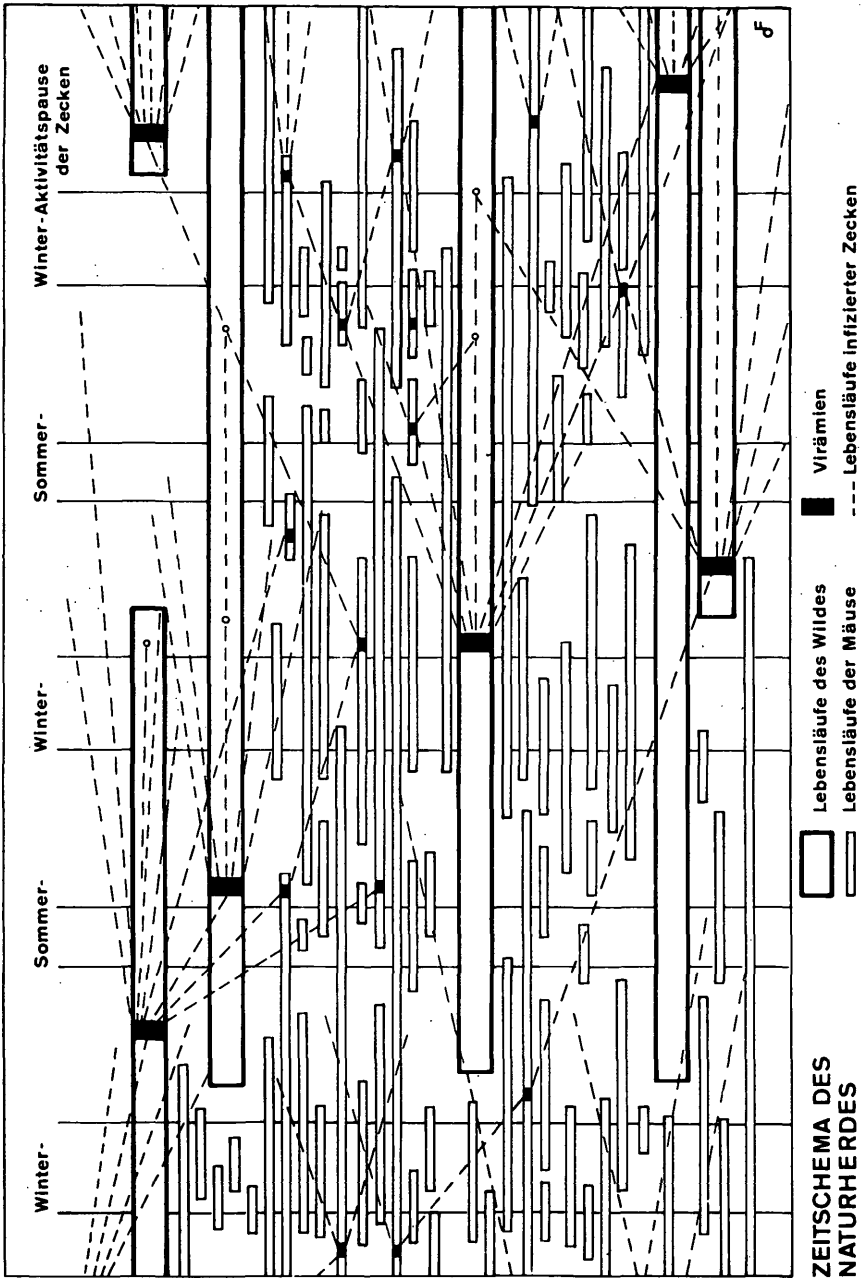 Winter- Sommer- Winter- Sommer- Winter-Aktivitätspause
der Zecken
ZEITSCHEMA DES
NATURHERDES
Lebensläufe des Wildes
Lebensläufe der Mäuse
Virämien
Lebensläufe infizierter Zecken